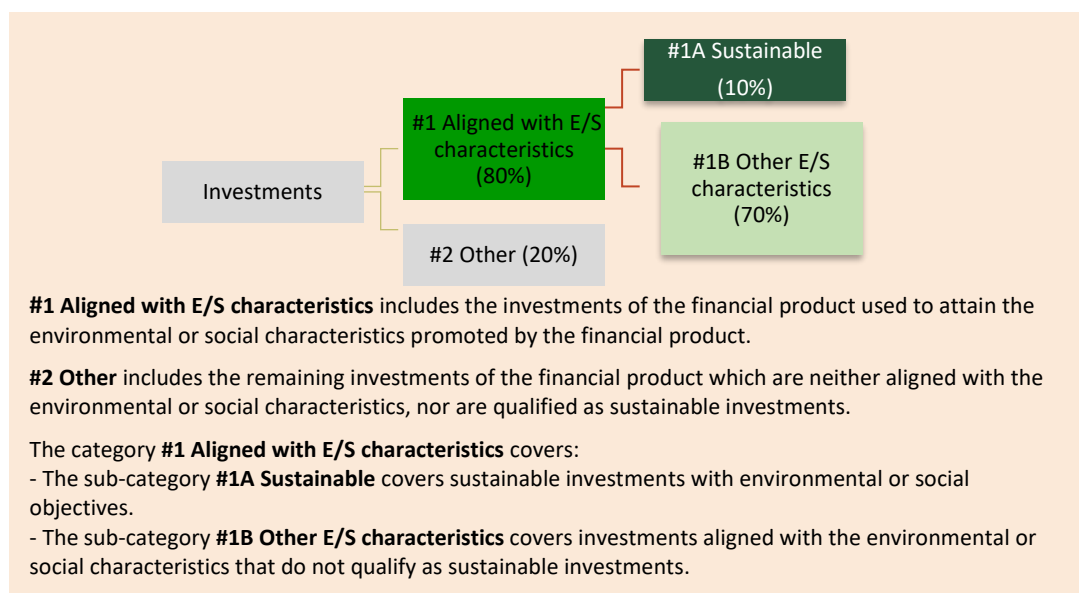 #1A Sustainable
(10%)
#1 Aligned with E/S
characteristics
(80%)
#1B Other E/S
characteristics
(70%)
Investments
#2 Other (20%)
#1 Aligned with E/S characteristics includes the investments of the financial product used to attain the
environmental or social characteristics promoted by the financial product.
#2 Other includes the remaining investments of the financial product which are neither aligned with the
environmental or social characteristics, nor are qualified as sustainable investments.
The category #1 Aligned with E/S characteristics covers:
- The sub-category #1A Sustainable covers sustainable investments with environmental or social
objectives.
- The sub-category #1B Other E/S characteristics covers investments aligned with the environmental or
social characteristics that do not qualify as sustainable investments.